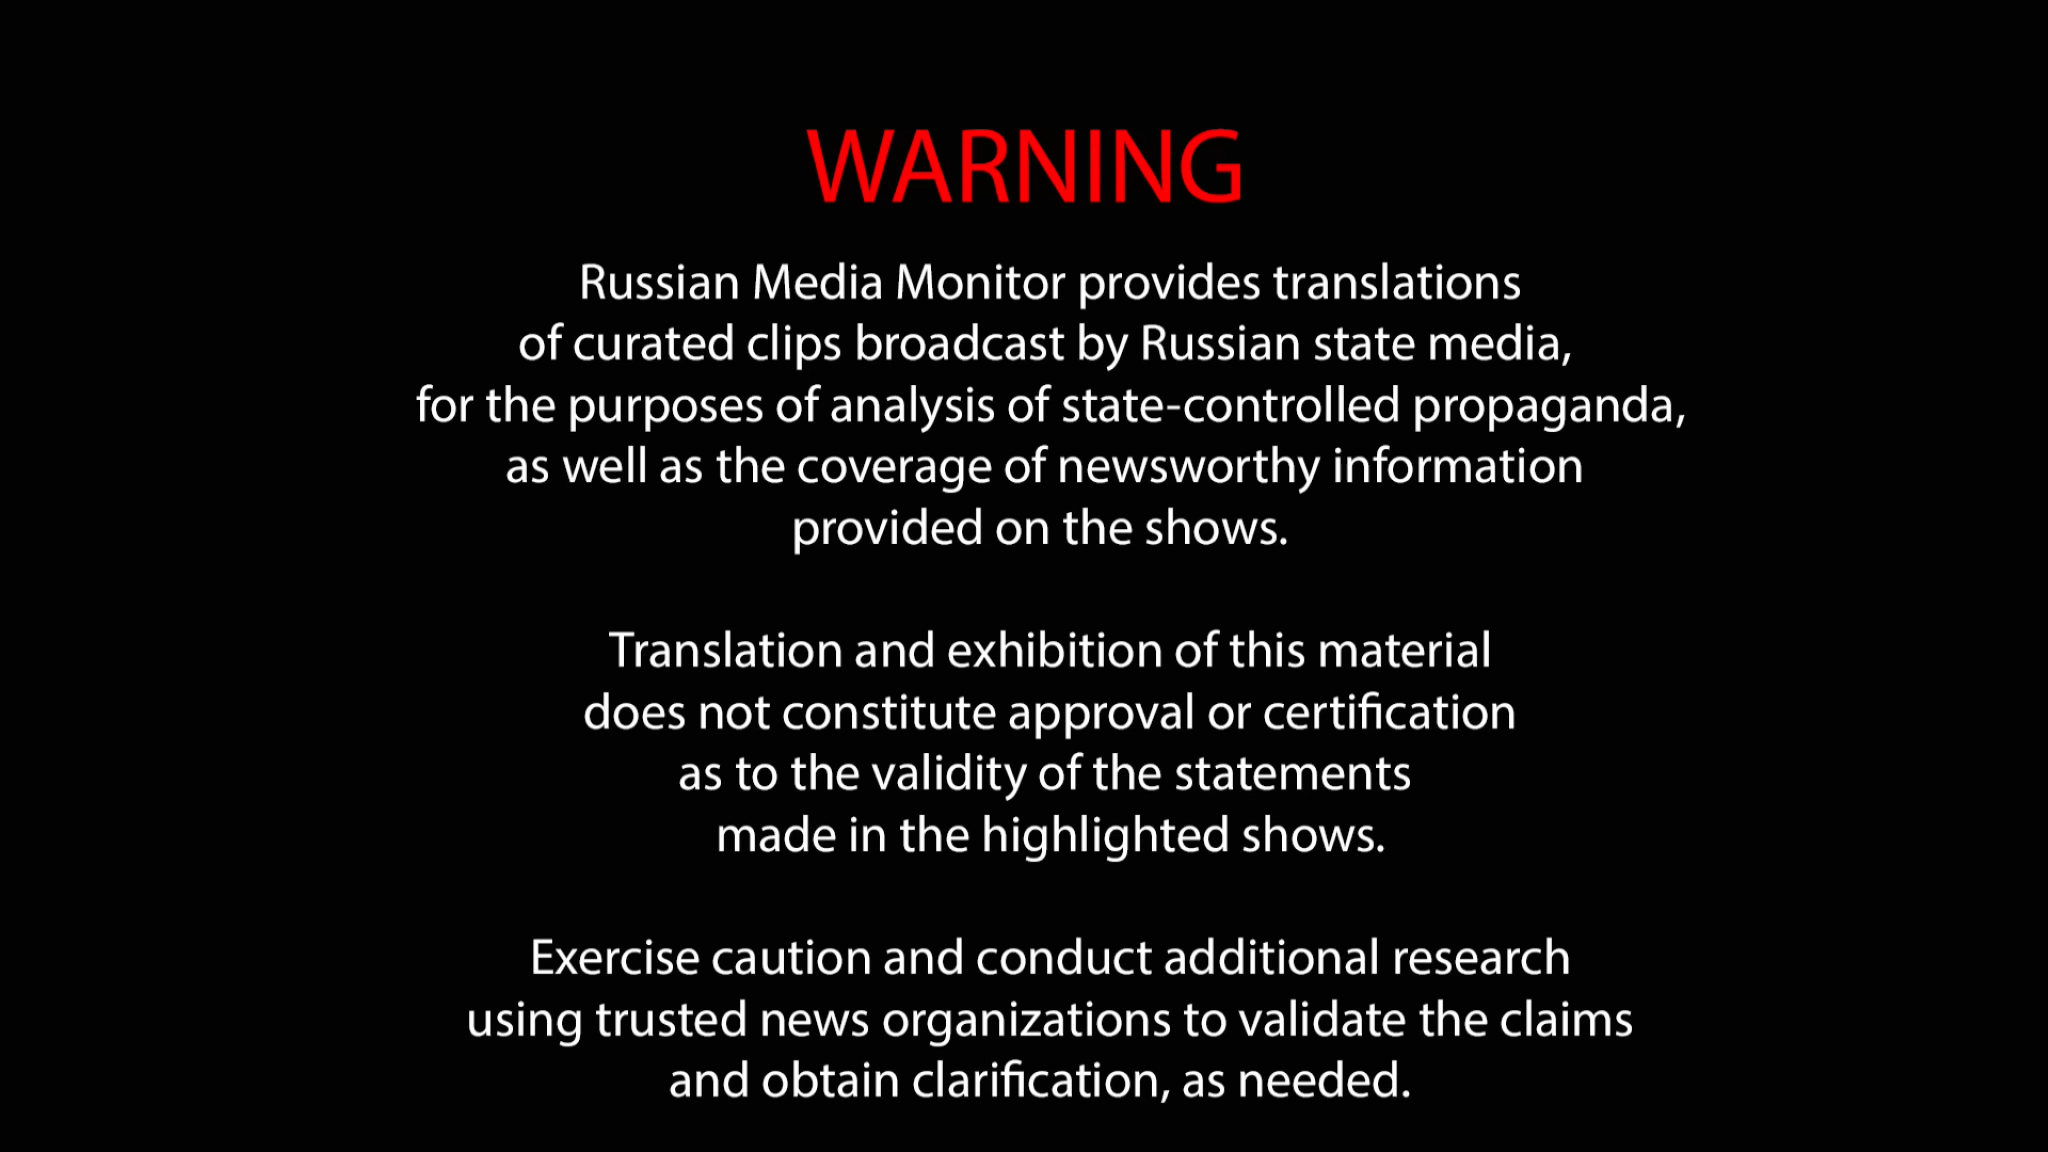 WARNING
Russian Media Monitor provides translations
of curated clips broadcast by Russian state media,
for the purposes of analysis of state-controlled propaganda,
as well as the coverage of newsworthy information
provided on the shows.
Translation and exhibition of this material
does not constitute approval or certification
as to the validity of the statements
made in the highlighted shows.
Exercise caution and conduct additional research
using trusted news organizations to validate the claims
and obtain clarification, as needed.